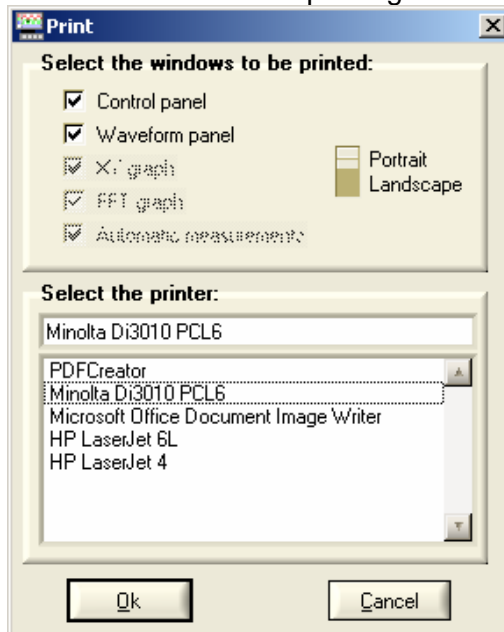 Print
Select the windows to be printed:
Control panel
Waveform panel
XY graph
FFT graph
Automatic measurements
Portrait
Landscape
Select the printer:
Minolta Di3010 PCL6
PDFCreator
Minolta Di3010 PCL6
Microsoft Office Document Image Writer
HP LaserJet 6L
HP LaserJet 4
Ok
Cancel